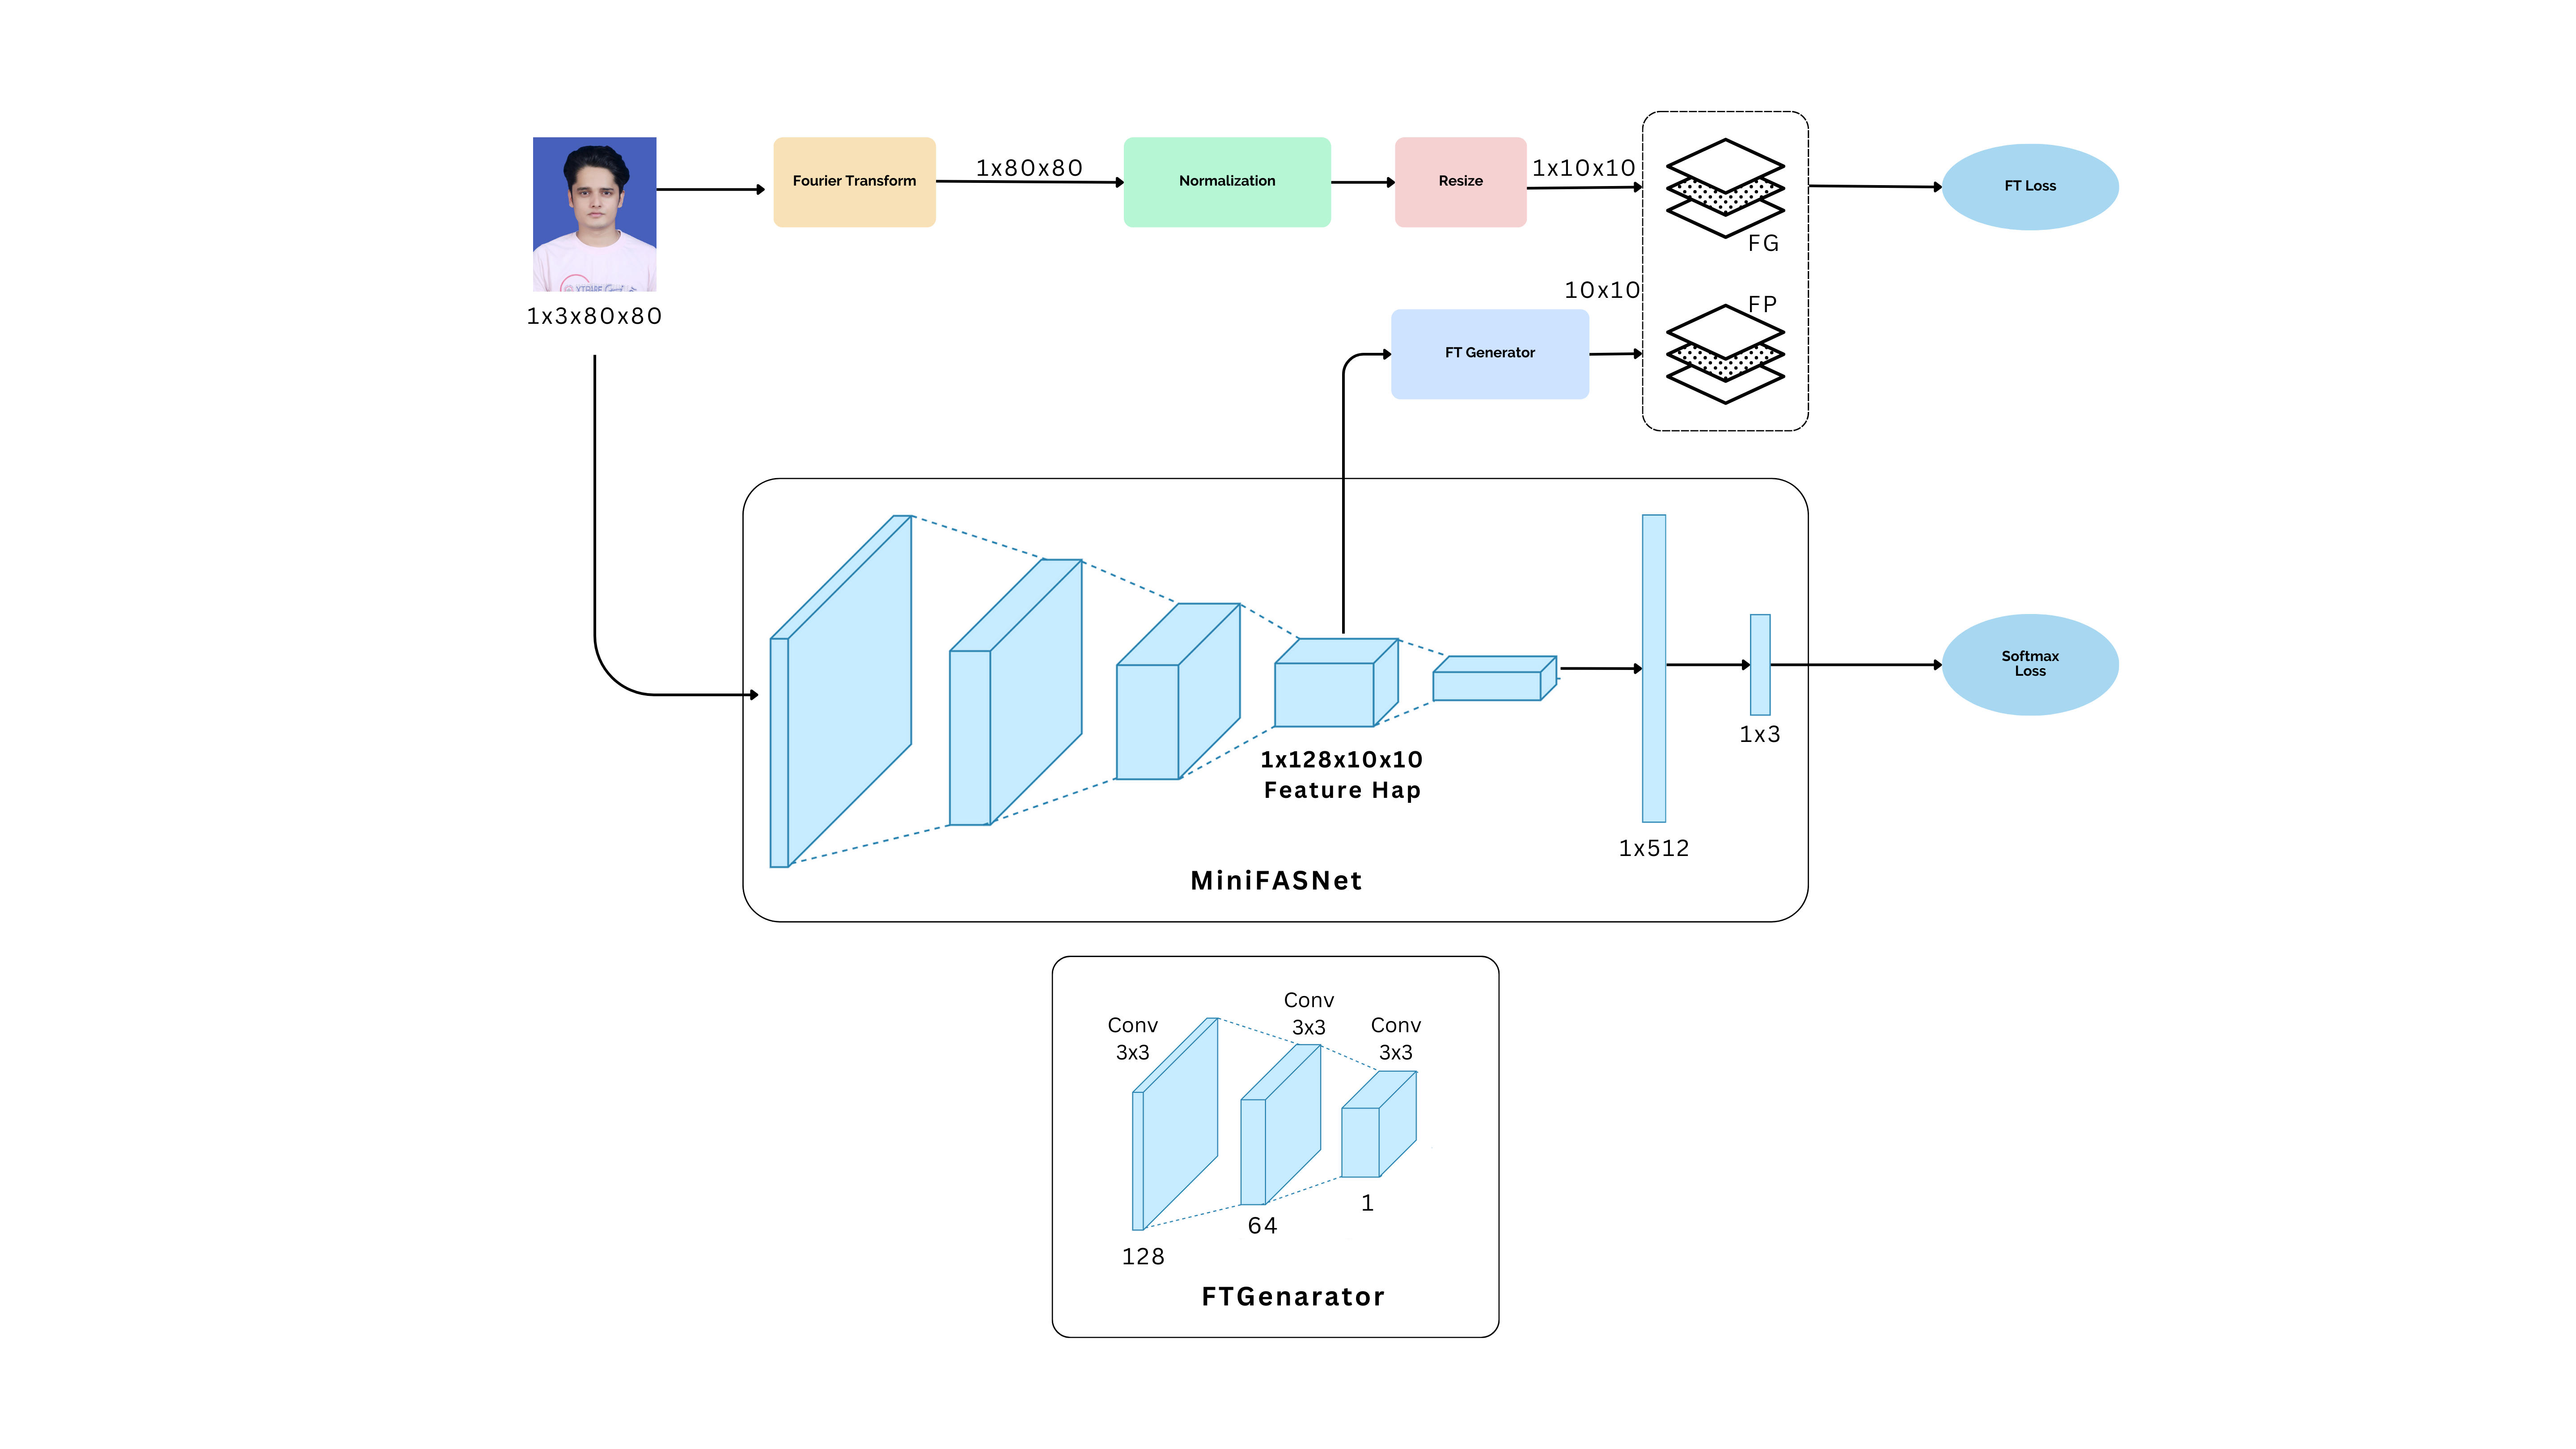 Fourier Transform
1x80x80
Normalization
Resize
1x10x10
FG
FT Loss
1x3x80x80
10x10
FP
FT Generator
1x128x10x10
Feature Hap
1x512
1x3
Softmax
Loss
MiniFASNet
Conv
3x3
Conv
3x3
Conv
3x3
128
64
1
FTGenarator